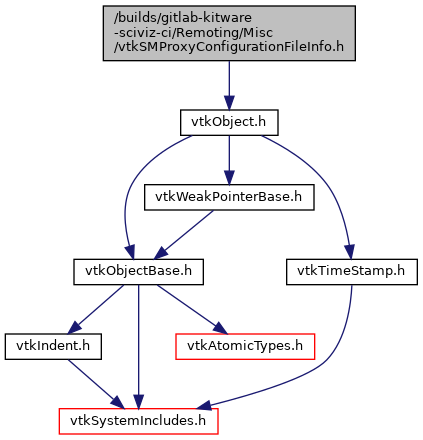 /builds/gitlab-kitware
-sciviz-ci/Remoting/Misc
/vtkSMProxyConfigurationFileInfo.h
vtkObject.h
vtkWeakPointerBase.h
vtkObjectBase.h
vtkTimeStamp.h
vtkIndent.h
vtkAtomicTypes.h
vtkSystemIncludes.h